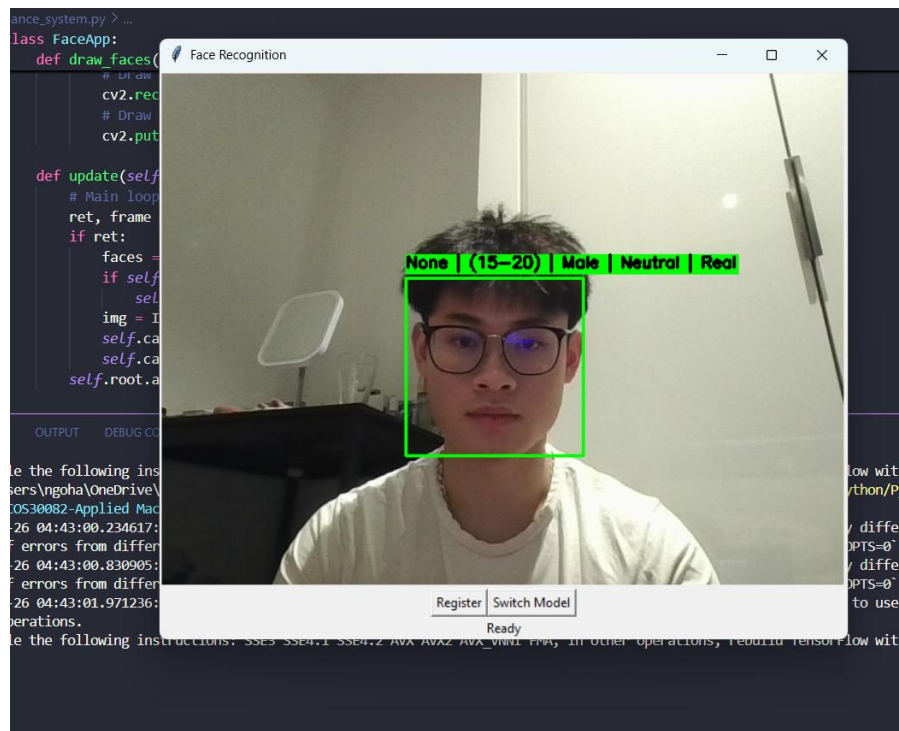 ance_system.py > ...
lass FaceApp:
def draw_faces(
# Draw
cv2.rec
# Draw
cv2.put
def update(self
# Main loop
ret, frame
if ret:
faces =
if self
sel
img = I
self.ca
self.ca
self.root.a
Face Recognition
None | (15-20) | Male | Neutral | Real
Register
Switch Model
Ready
OUTPUT DEBUG CO
le the following ins
low wit
sers\ngoha\OneDrive\
ython/P
COS30082-Applied Mac
-26 04:43:00.234617:
y diffe
f errors from differ
OPTS=0`
-26 04:43:00.830905:
y diffe
f errors from differ
OPTS=0`
-26 04:43:01.971236:
to use
perations.
le the following instructions: SSE3 SSE4.1 SSE4.2 AVX AVX2 AVX_VNNI FMA, in other operations, rebuild TensorFlow wit